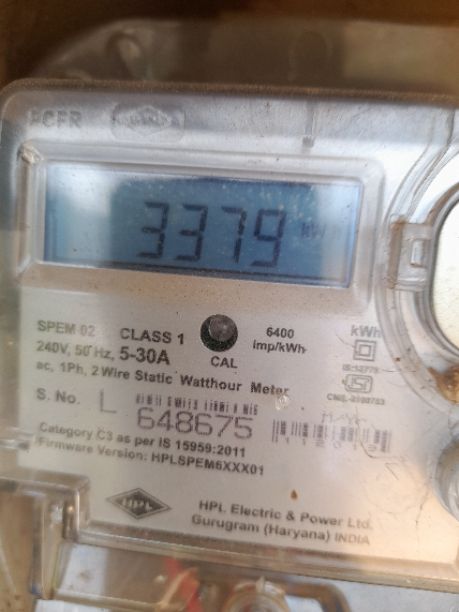 3379
SPEM 02 CLASS 1 6400 kWh
240V, 50 Hz, 5-30A CAL imp/kWh
ac, 1Ph, 2 Wire Static Watthour Meter
S. No. L 648675
Category C3 as per IS 15959:2011
Firmware Version: HPLSPEM6XXX01
HPL
HPL Electric & Power Ltd.
Gurugram (Haryana) INDIA